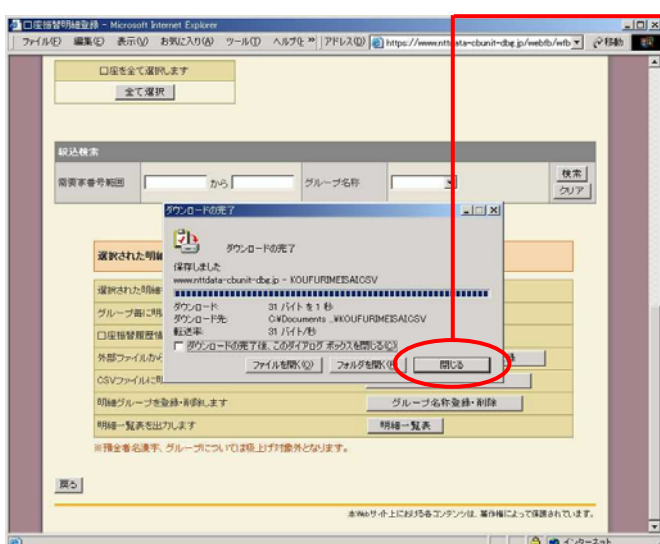 口座振替明細登録 - Microsoft Internet Explorer
ファイル(F) 編集(E) 表示(V) お気に入り(A) ツール(T) ヘルプ(H) » アドレス(D) https://www.nttdata-cbunit-dbg.jp/webfb/wfb 移動
口座を全て選択します
全て選択
絞込検索
需要家番号範囲 から グループ名称 検索
クリア
ダウンロードの完了
ダウンロードの完了
保存しました
www.nttdata-cbunit-dbg.jp - KOUFURIMEISAI.CSV
ダウンロード: 31 バイト を 1 秒
ダウンロード先: C:¥Documents ...¥KOUFURIMEISAI.CSV
転送率: 31 バイト/秒
ダウンロードの完了後、このダイアログ ボックスを閉じる(C)
ファイルを開く(O) フォルダを開く 閉じる
選択された明細
選択された明細
グループ毎に明
口座振替履歴情
外部ファイルから
CSVファイルに明
明細グループを登録・削除します グループ名称登録・削除
明細一覧表を出力します 明細一覧表
※預金者名漢字、グループについては吸上げ対象外となります。
戻る
本Webサイト上における各コンテンツは、著作権によって保護されています。
インターネット